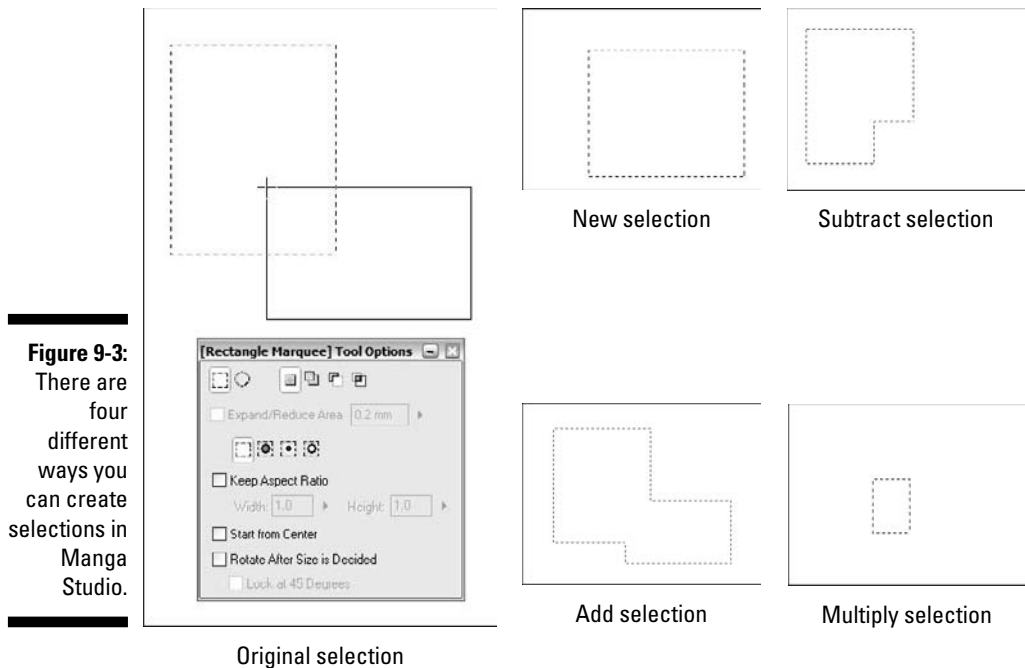 Figure 9-3:
There are
four
different
ways you
can create
selections in
Manga
Studio.
[Rectangle Marquee] Tool Options
Expand/Reduce Area 0.2 mm
Keep Aspect Ratio
Width: 1.0 Height: 1.0
Start from Center
Rotate After Size is Decided
Lock at 45 Degrees
Original selection
New selection
Subtract selection
Add selection
Multiply selection